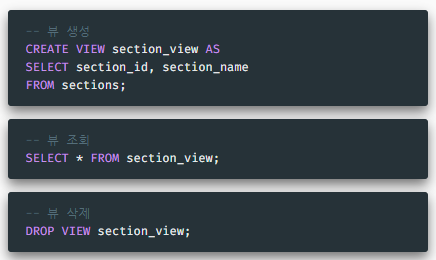 -- 뷰 생성
CREATE VIEW section_view AS
SELECT section_id, section_name
FROM sections;
-- 뷰 조회
SELECT * FROM section_view;
-- 뷰 삭제
DROP VIEW section_view;